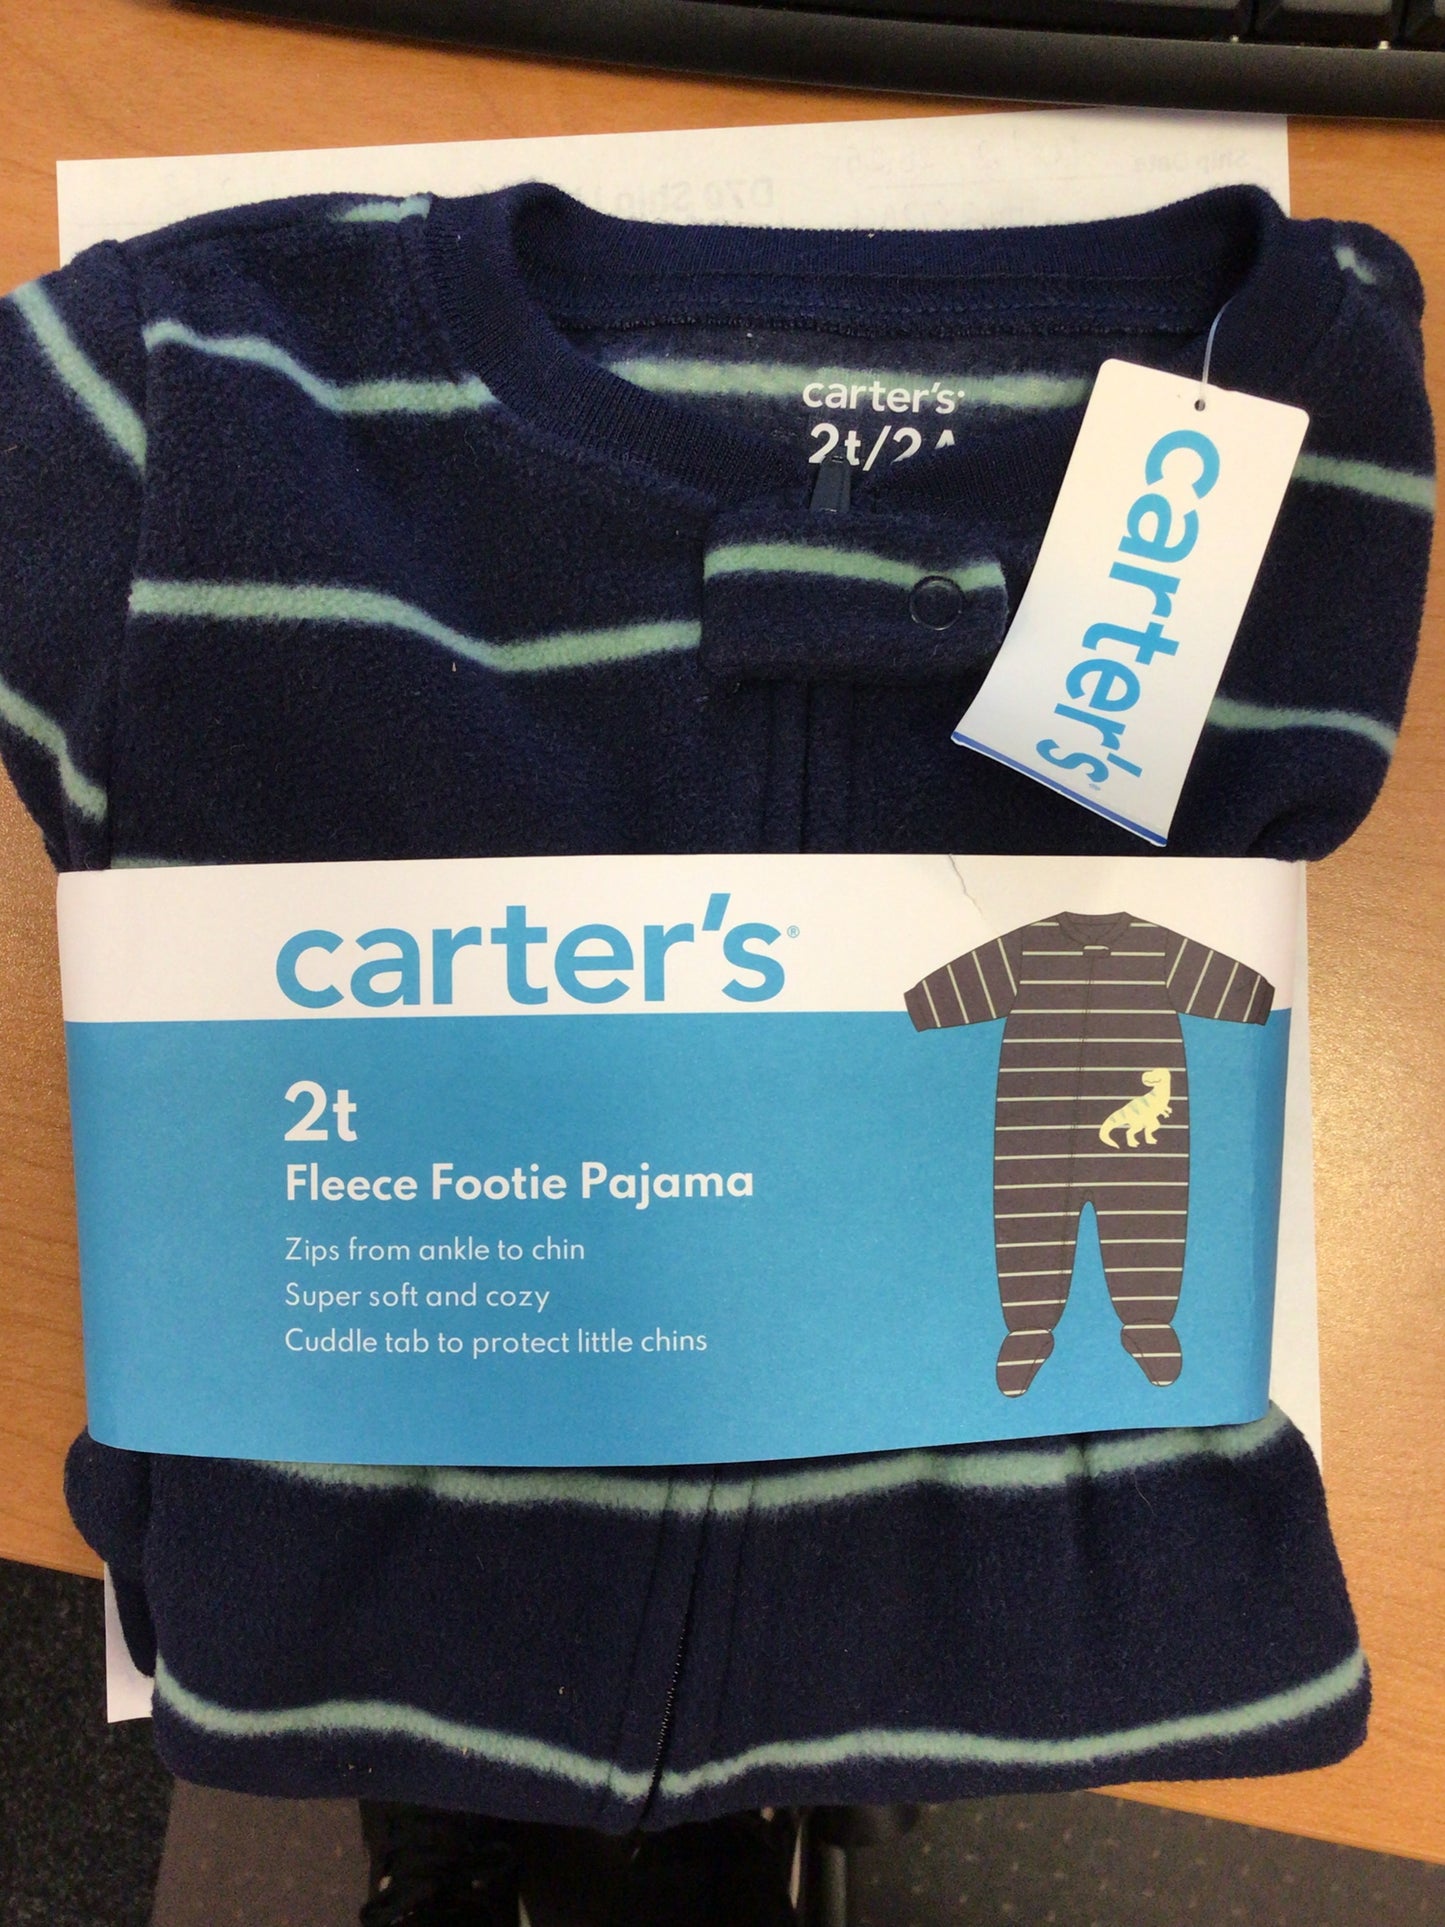 carter's
2t/2
carter's
carter's®
2t
Fleece Footie Pajama
Zips from ankle to chin
Super soft and cozy
Cuddle tab to protect little chins